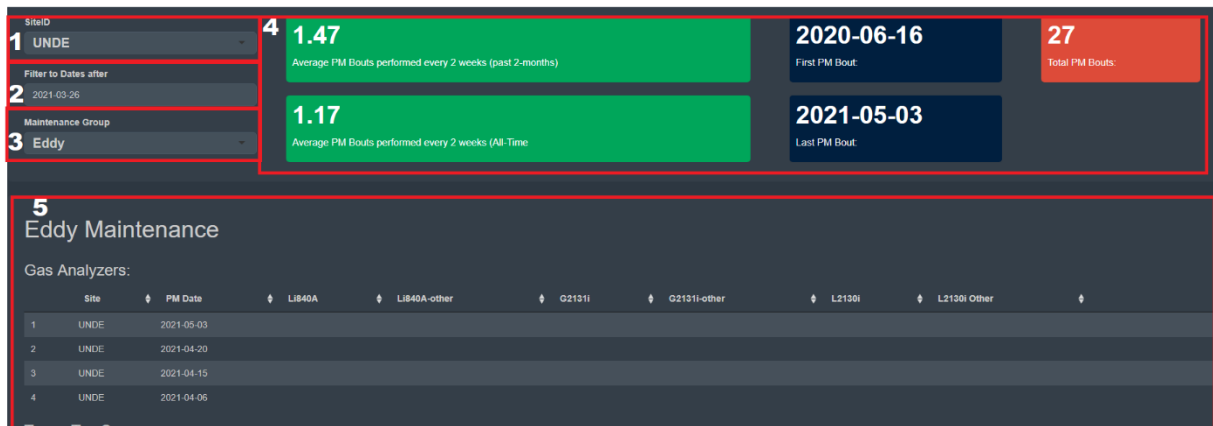 SiteID
1
UNDE
Filter to Dates after
2
2021-03-26
Maintenance Group
3
Eddy
4
1.47
Average PM Bouts performed every 2 weeks (past 2-months)
2020-06-16
First PM Bout:
27
Total PM Bouts:
1.17
Average PM Bouts performed every 2 weeks (All-Time
2021-05-03
Last PM Bout:
5
Eddy Maintenance
Gas Analyzers:
Site PM Date Li840A Li840A-other G2131i G2131i-other L2130i L2130i Other
1 UNDE 2021-05-03
2 UNDE 2021-04-20
3 UNDE 2021-04-15
4 UNDE 2021-04-06